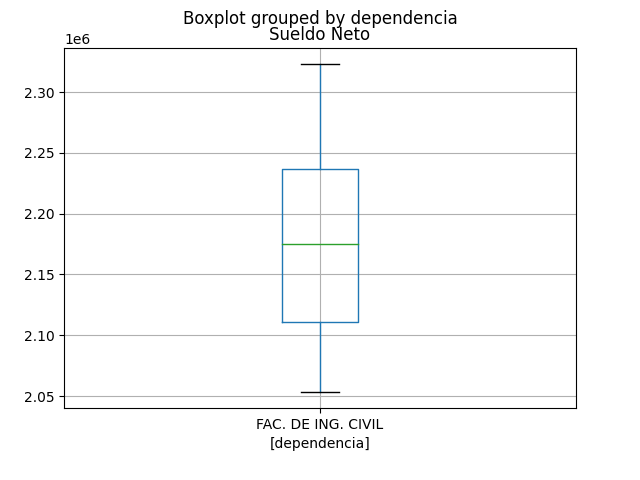 Boxplot grouped by dependencia
Sueldo Neto
1e6
2.30
2.25
2.20
2.15
2.10
2.05
FAC. DE ING. CIVIL
[dependencia]